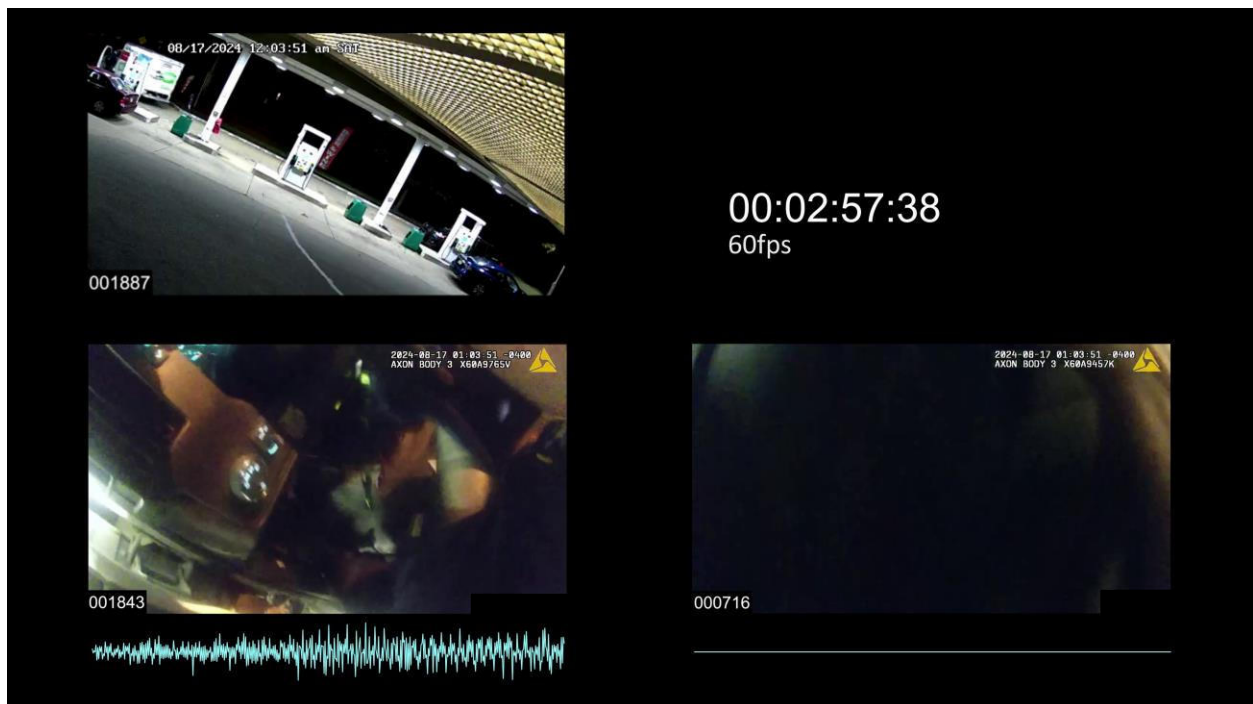 08/17/2024 12:03:51 am SAT
001887
00:02:57:38
60fps
2024-08-17 01:03:51 -0400
AXON BODY 3 X60A9765V
001843
2024-08-17 01:03:51 -0400
AXON BODY 3 X60A9457K
000716